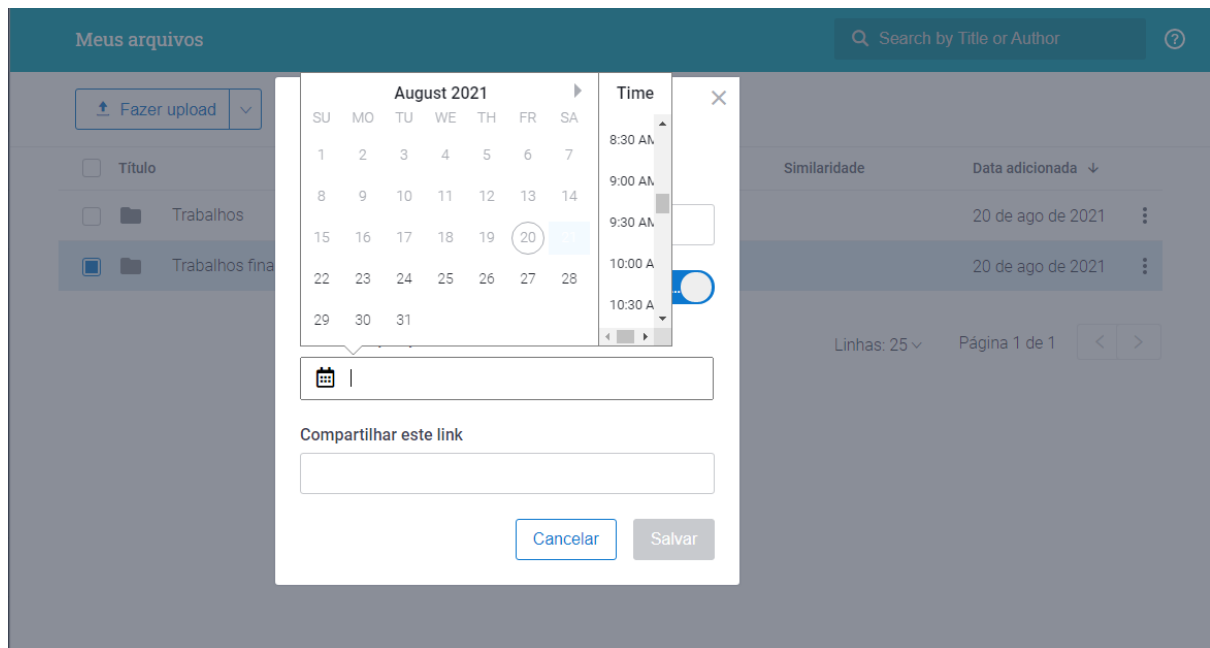 Meus arquivos
Search by Title or Author
Fazer upload
August 2021
Time
SU MO TU WE TH FR SA
1 2 3 4 5 6 7
8 9 10 11 12 13 14
15 16 17 18 19 20 21
22 23 24 25 26 27 28
29 30 31
8:30 AM
9:00 AM
9:30 AM
10:00 A
10:30 A
Título
Similaridade
Data adicionada
Trabalhos
20 de ago de 2021
Trabalhos fina
20 de ago de 2021
Linhas: 25
Página 1 de 1
Compartilhar este link
Cancelar
Salvar